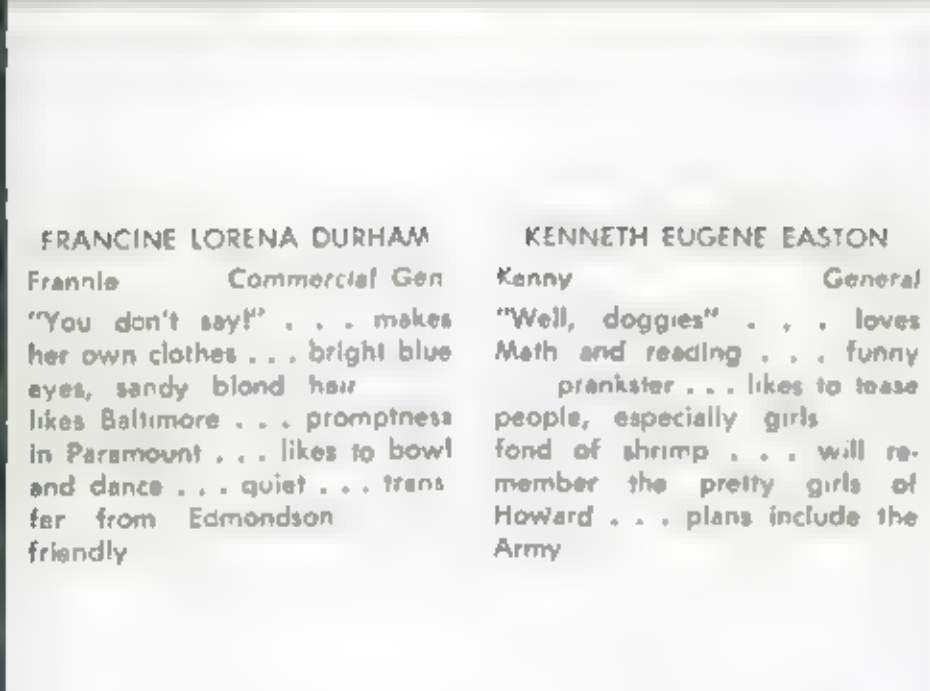 FRANCINE LORENA DURHAM
Frannie Commercial Gen
"You don't say!" . . . makes
her own clothes . . . bright blue
eyes, sandy blond hair
likes Baltimore . . . promptness
in Paramount . . . likes to bowl
and dance . . . quiet . . . trans
fer from Edmondson
friendly
KENNETH EUGENE EASTON
Kenny General
"Well, doggies" . . . loves
Math and reading . . . funny
prankster . . . likes to tease
people, especially girls
fond of shrimp . . . will re-
member the pretty girls of
Howard . . . plans include the
Army